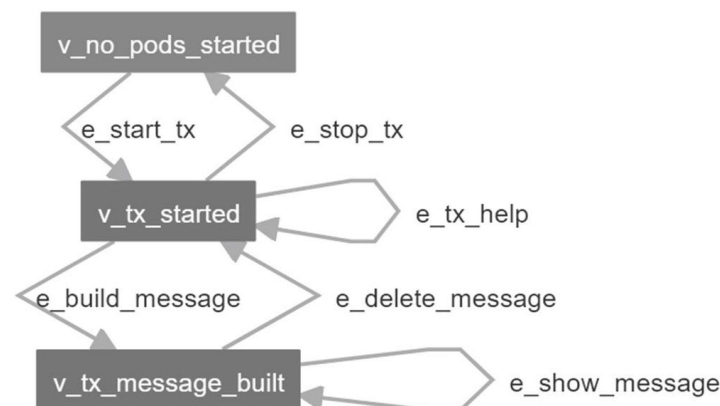 v_no_pods_started
e_start_tx
e_stop_tx
v_tx_started
e_tx_help
e_build_message
e_delete_message
v_tx_message_built
e_show_message